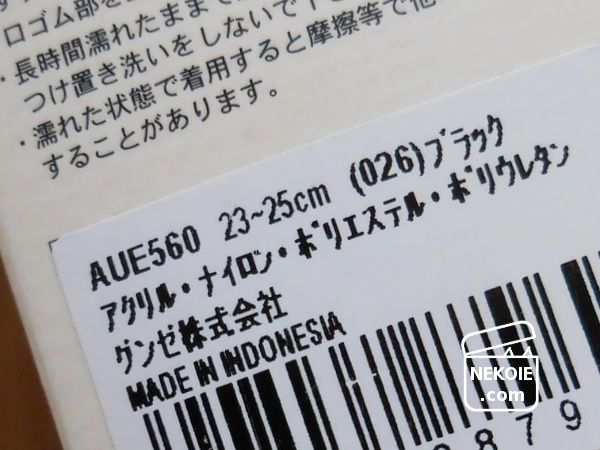 口ゴム部を
・長時間濡れたままで
つけ置き洗いをしないで下さ
・濡れた状態で着用すると摩擦等で他
することがあります。
AUE560 23~25cm (026)ブラック
アクリル・ナイロン・ポリエステル・ポリウレタン
グンゼ株式会社
MADE IN INDONESIA
8879
NEKOIE
.com